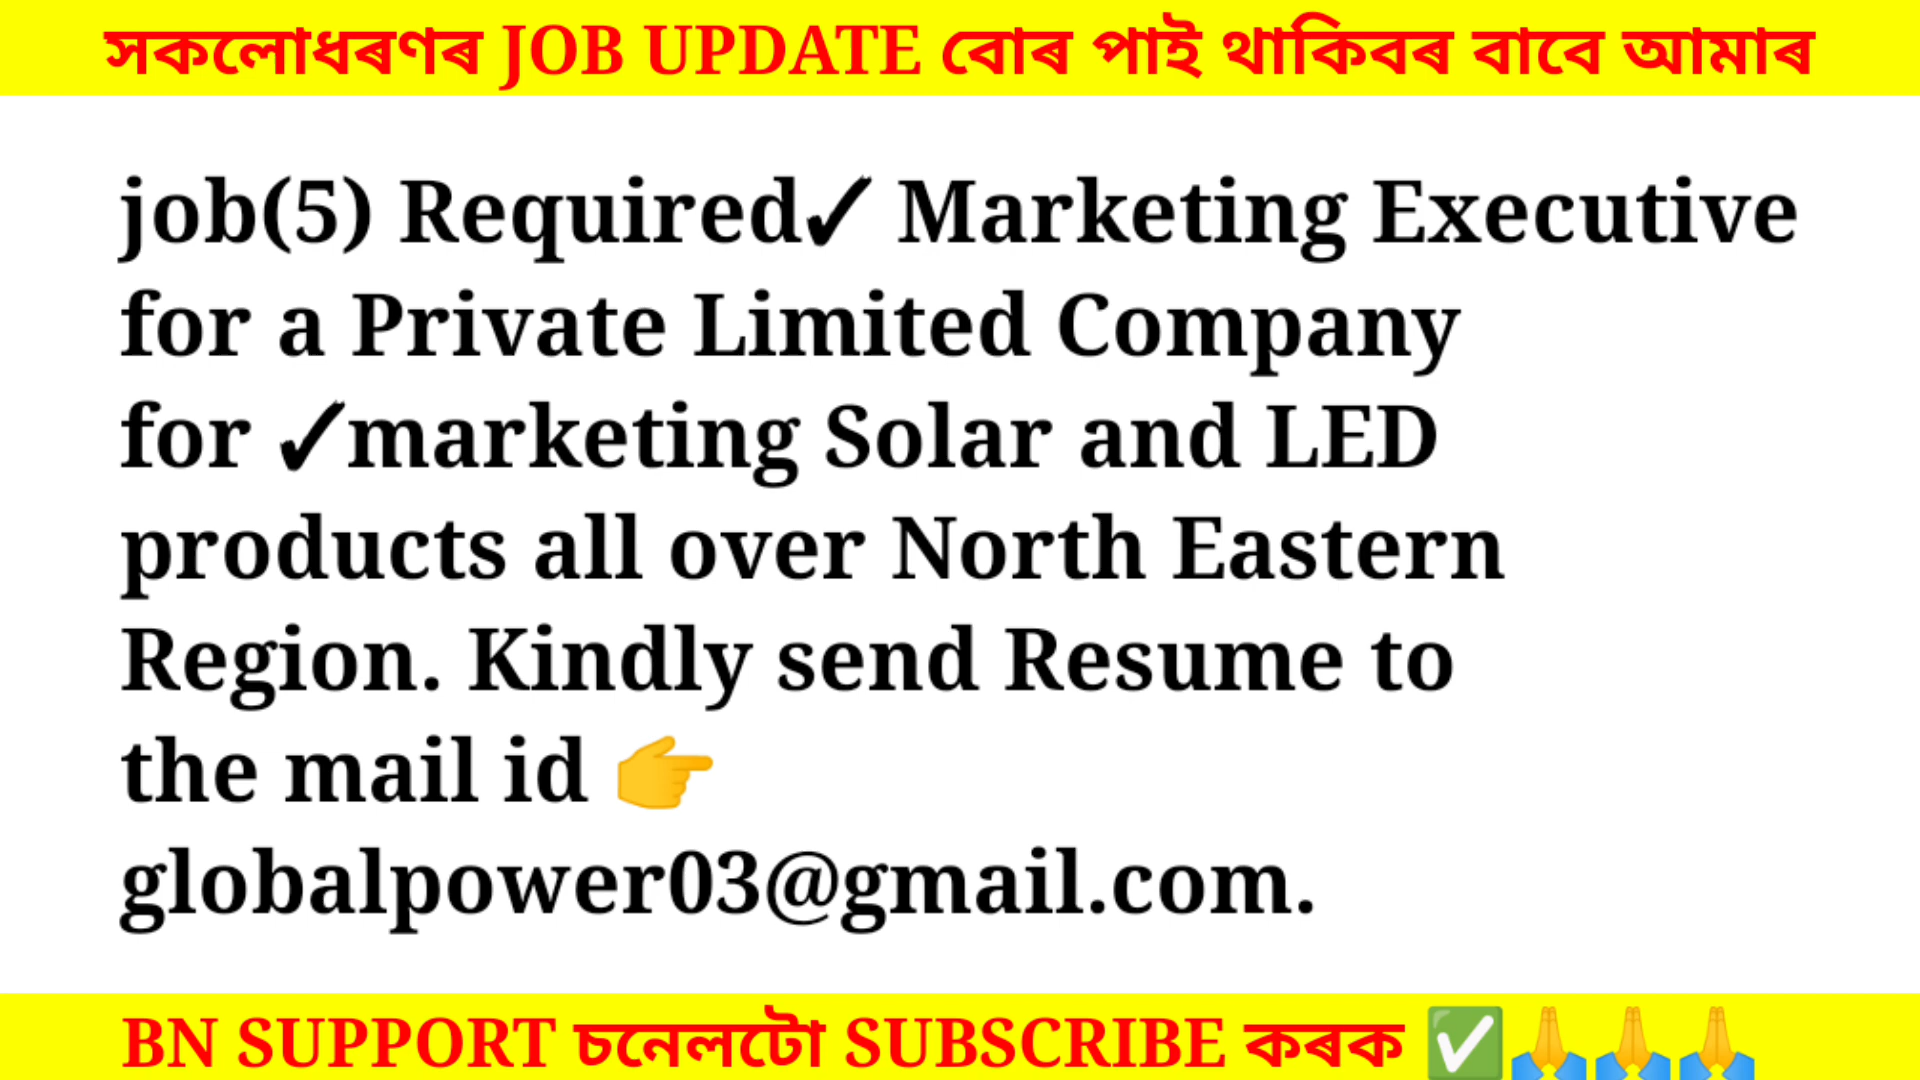 সকলোধৰণৰ JOB UPDATE বোৰ পাই থাকিবৰ বাবে আমাৰ
job(5) Required✓ Marketing Executive
for a Private Limited Company
for ✓marketing Solar and LED
products all over North Eastern
Region. Kindly send Resume to
the mail id 👉
globalpower03@gmail.com.
BN SUPPORT চনেলটো SUBSCRIBE কৰক ✅🙏🙏🙏